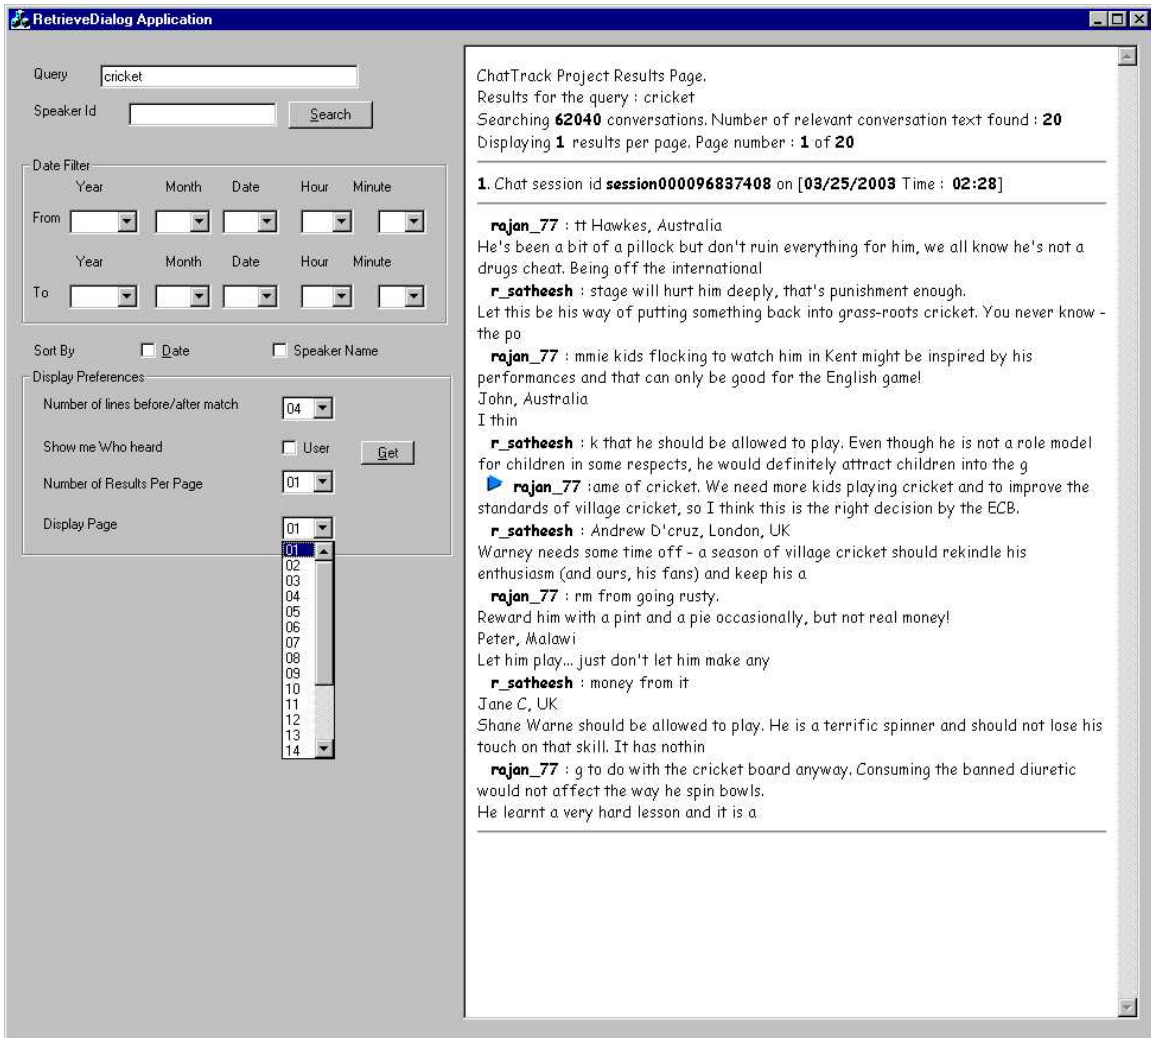 RetrieveDialog Application
Query cricket
Speaker Id Search
Date Filter
Year Month Date Hour Minute
From
Year Month Date Hour Minute
To
Sort By Date Speaker Name
Display Preferences
Number of lines before/after match 04
Show me Who heard User Get
Number of Results Per Page 01
Display Page 01
01
02
03
04
05
06
07
08
09
10
11
12
13
14
ChatTrack Project Results Page.
Results for the query : cricket
Searching 62040 conversations. Number of relevant conversation text found : 20
Displaying 1 results per page. Page number : 1 of 20
1. Chat session id session000096837408 on [03/25/2003 Time : 02:28]
rajan_77 : tt Hawkes, Australia
He's been a bit of a pillock but don't ruin everything for him, we all know he's not a
drugs cheat. Being off the international
r_satheesh : stage will hurt him deeply, that's punishment enough.
Let this be his way of putting something back into grass-roots cricket. You never know -
the po
rajan_77 : mmie kids flocking to watch him in Kent might be inspired by his
performances and that can only be good for the English game!
John, Australia
I thin
r_satheesh : k that he should be allowed to play. Even though he is not a role model
for children in some respects, he would definitely attract children into the g
rajan_77 :ame of cricket. We need more kids playing cricket and to improve the
standards of village cricket, so I think this is the right decision by the ECB.
r_satheesh : Andrew D'cruz, London, UK
Warney needs some time off - a season of village cricket should rekindle his
enthusiasm (and ours, his fans) and keep his a
rajan_77 : rm from going rusty.
Reward him with a pint and a pie occasionally, but not real money!
Peter, Malawi
Let him play... just don't let him make any
r_satheesh : money from it
Jane C, UK
Shane Warne should be allowed to play. He is a terrific spinner and should not lose his
touch on that skill. It has nothin
rajan_77 : g to do with the cricket board anyway. Consuming the banned diuretic
would not affect the way he spin bowls.
He learnt a very hard lesson and it is a